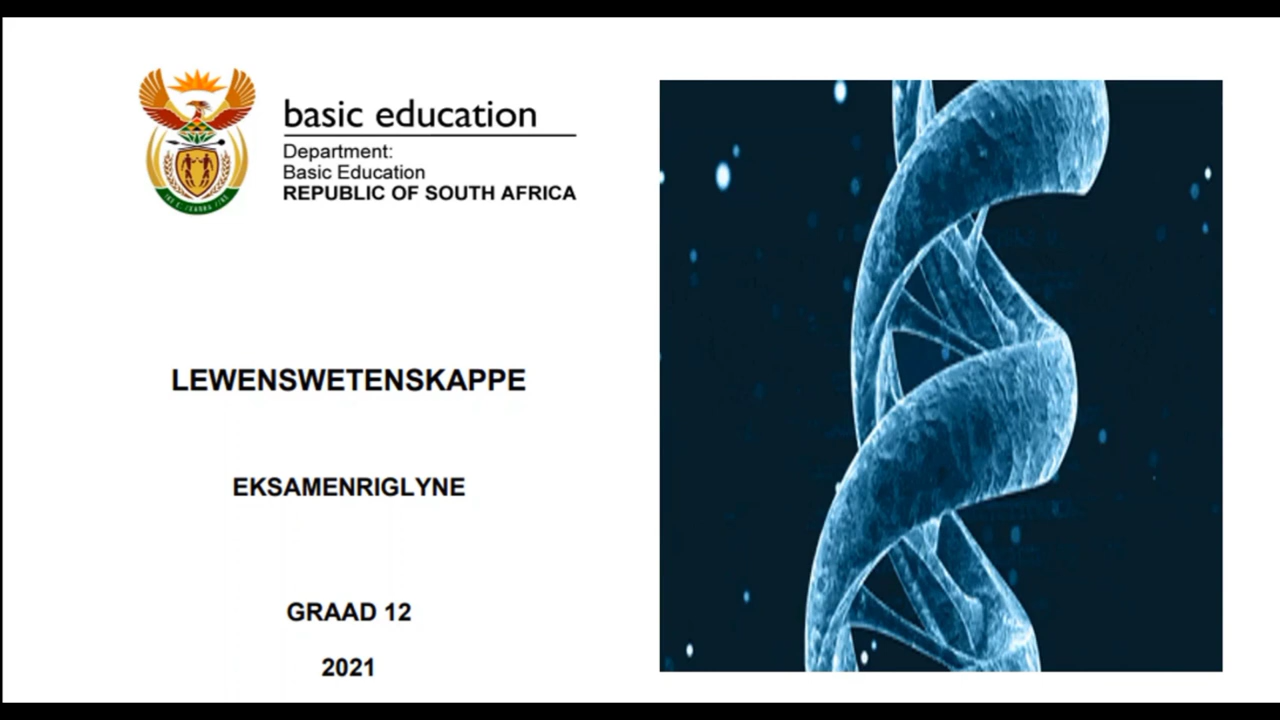 basic education
Department:
Basic Education
REPUBLIC OF SOUTH AFRICA
LEWENSWETENSKAPPE
EKSAMENRIGLYNE
GRAAD 12
2021